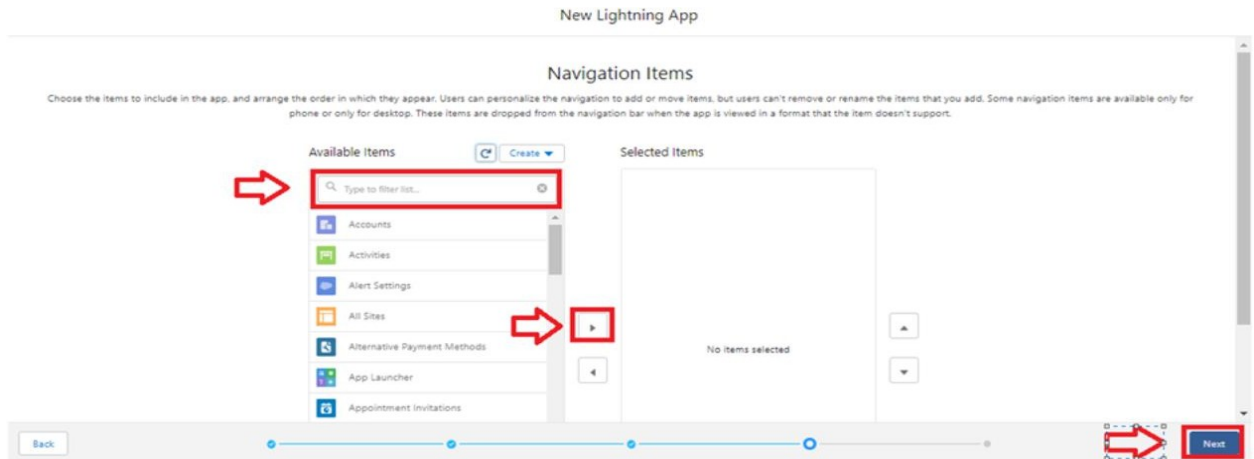 New Lightning App
Navigation Items
Choose the items to include in the app, and arrange the order in which they appear. Users can personalize the navigation to add or move items, but users can't remove or rename the items that you add. Some navigation items are available only for
phone or only for desktop. These items are dropped from the navigation bar when the app is viewed in a format that the item doesn't support.
Available Items
Create
Selected Items
Type to filter list...
Accounts
Activities
Alert Settings
All Sites
Alternative Payment Methods
No items selected
App Launcher
Appointment Invitations
Back
Next